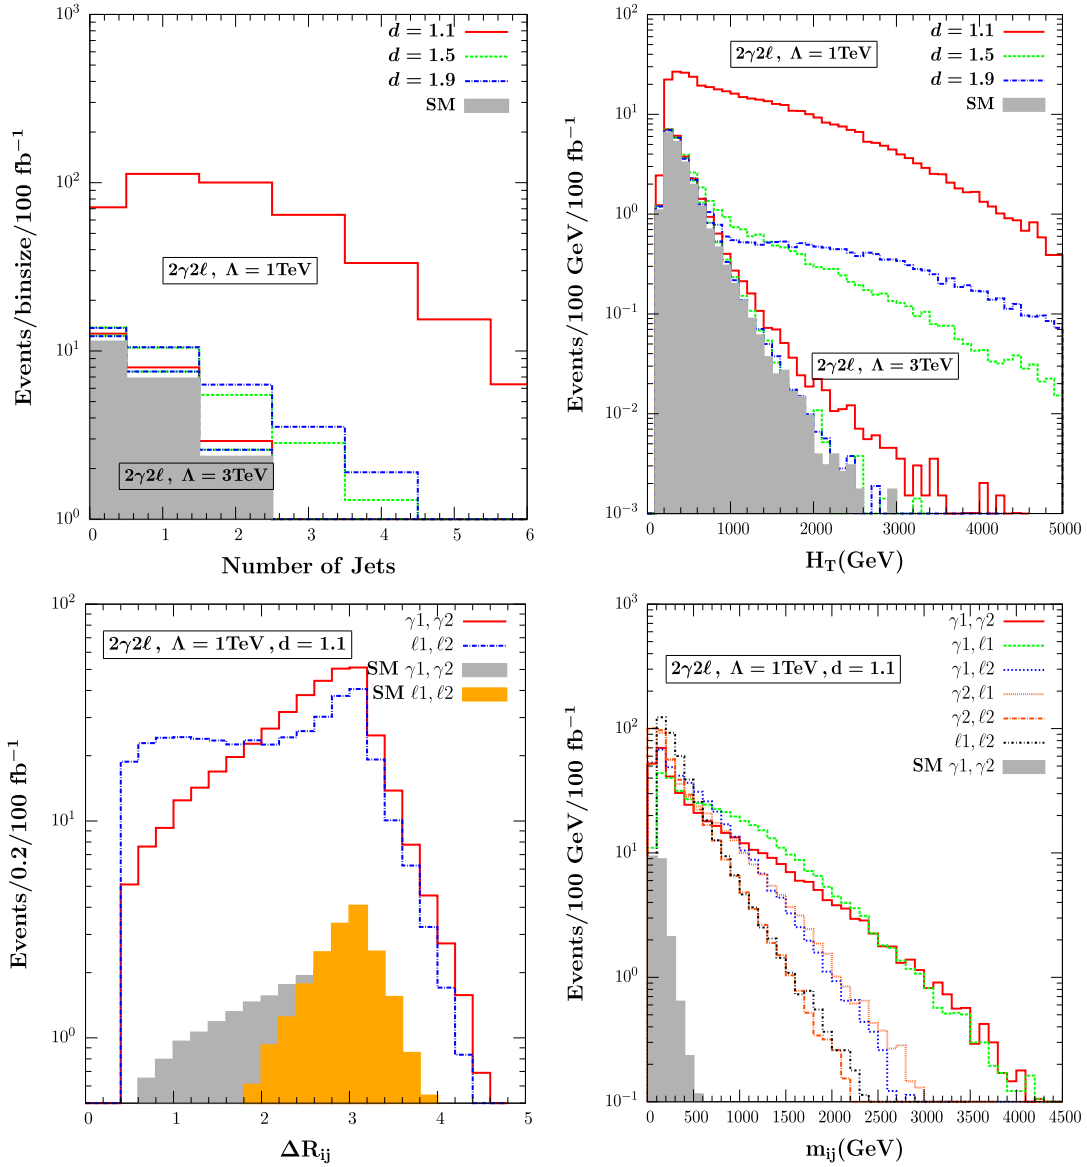 d = 1.1
d = 1.5
d = 1.9
SM
2γ2ℓ , Λ = 1TeV
2γ2ℓ , Λ = 3TeV
10^3
10^2
10^1
10^0
0 1 2 3 4 5 6
Events/binsize/100 fb^−1
Number of Jets
d = 1.1
d = 1.5
d = 1.9
SM
2γ2ℓ , Λ = 1TeV
2γ2ℓ , Λ = 3TeV
10^2
10^1
10^0
10^−1
10^−2
10^−3
0 1000 2000 3000 4000 5000
Events/100 GeV/100 fb^−1
H_T(GeV)
2γ2ℓ , Λ = 1TeV , d = 1.1
γ1, γ2
ℓ1, ℓ2
SM γ1, γ2
SM ℓ1, ℓ2
10^2
10^1
10^0
0 1 2 3 4 5
Events/0.2/100 fb^−1
ΔR_ij
2γ2ℓ , Λ = 1TeV, d = 1.1
γ1, γ2
γ1, ℓ1
γ1, ℓ2
γ2, ℓ1
γ2, ℓ2
ℓ1, ℓ2
SM γ1, γ2
10^3
10^2
10^1
10^0
10^−1
0 500 1000 1500 2000 2500 3000 3500 4000 4500
Events/100 GeV/100 fb^−1
m_ij(GeV)